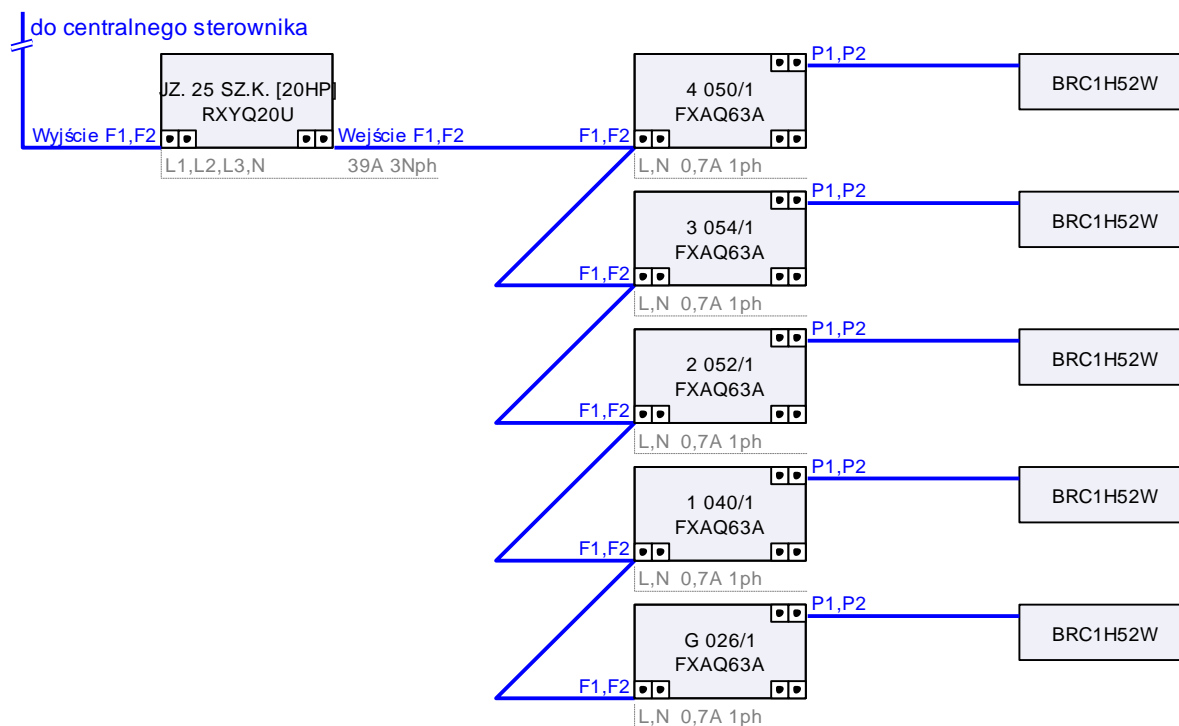 do centralnego sterownika
JZ. 25 SZ.K. [20HP]
RXYQ20U
Wyjście F1,F2
Wejście F1,F2
L1,L2,L3,N 39A 3Nph
4 050/1
FXAQ63A
F1,F2
L,N 0,7A 1ph
P1,P2
BRC1H52W
3 054/1
FXAQ63A
F1,F2
L,N 0,7A 1ph
P1,P2
BRC1H52W
2 052/1
FXAQ63A
F1,F2
L,N 0,7A 1ph
P1,P2
BRC1H52W
1 040/1
FXAQ63A
F1,F2
L,N 0,7A 1ph
P1,P2
BRC1H52W
G 026/1
FXAQ63A
F1,F2
L,N 0,7A 1ph
P1,P2
BRC1H52W